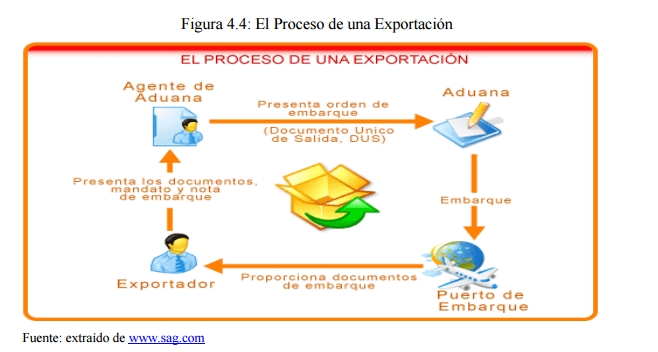 Figura 4.4: El Proceso de una Exportación
EL PROCESO DE UNA EXPORTACIÓN
Agente de
Aduana
Presenta orden de
embarque
(Documento Unico
de Salida, DUS)
Aduana
Presenta los documentos,
mandato y nota
de embarque
Embarque
Exportador
Proporciona documentos
de embarque
Puerto de
Embarque
Fuente: extraído de www.sag.com